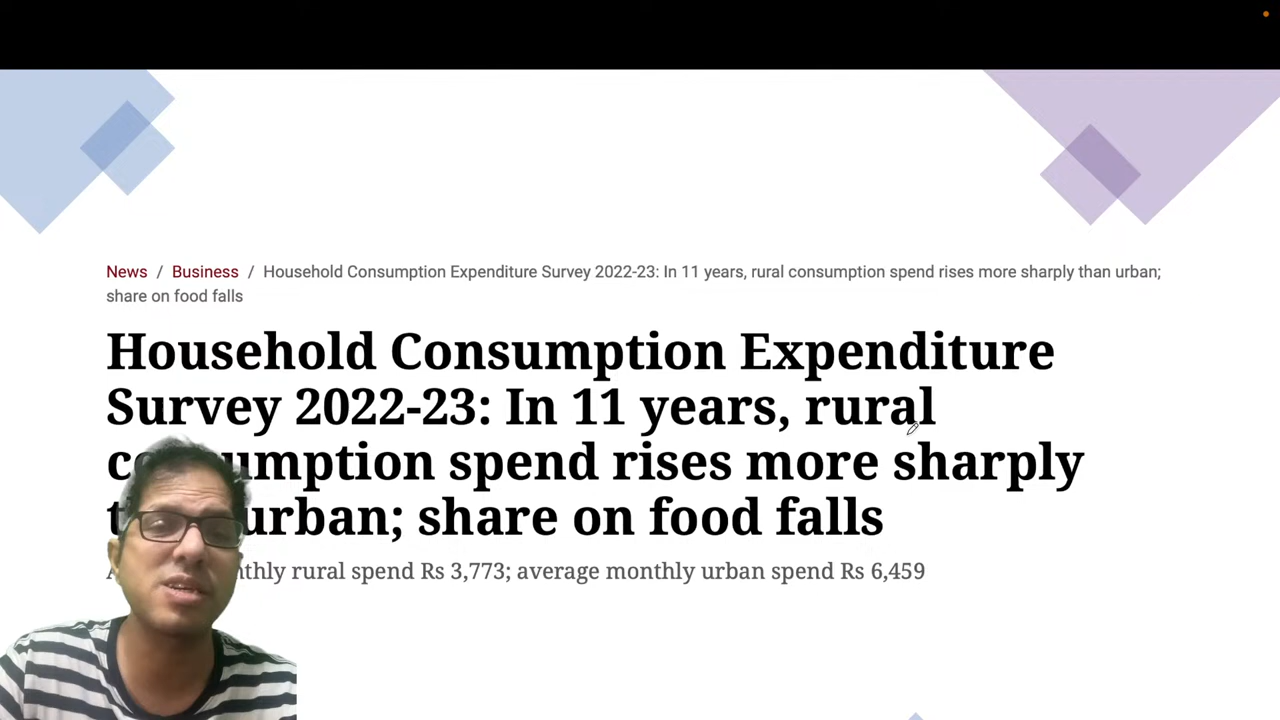 News / Business / Household Consumption Expenditure Survey 2022-23: In 11 years, rural consumption spend rises more sharply than urban;
share on food falls
Household Consumption Expenditure
Survey 2022-23: In 11 years, rural
consumption spend rises more sharply
urban; share on food falls
rural spend Rs 3,773; average monthly urban spend Rs 6,459